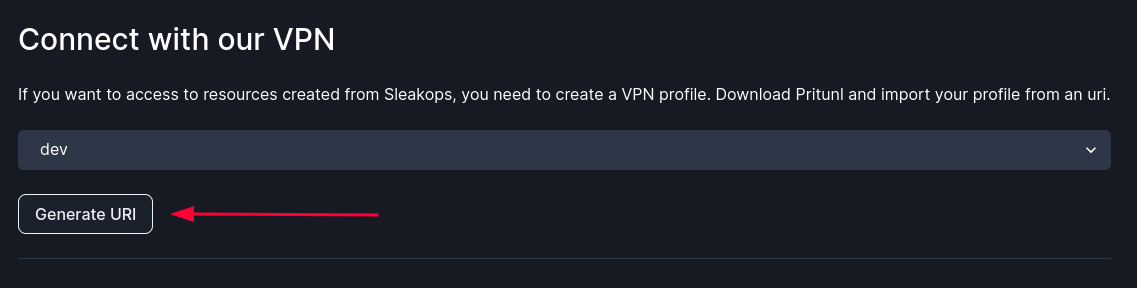 Connect with our VPN
If you want to access to resources created from Sleakops, you need to create a VPN profile. Download Pritunl and import your profile from an uri.
dev
Generate URI